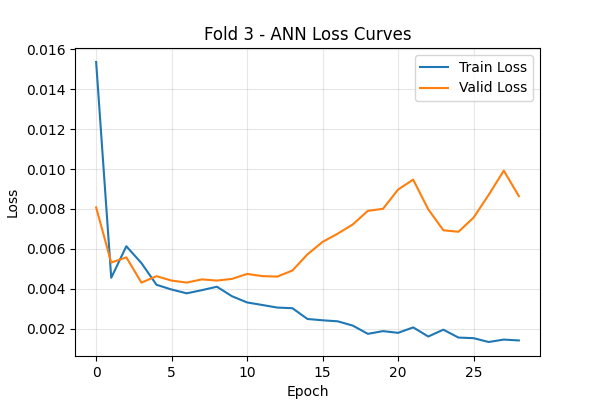 Fold 3 - ANN Loss Curves
Train Loss
Valid Loss
0.016
0.014
0.012
0.010
0.008
0.006
0.004
0.002
Loss
0 5 10 15 20 25
Epoch